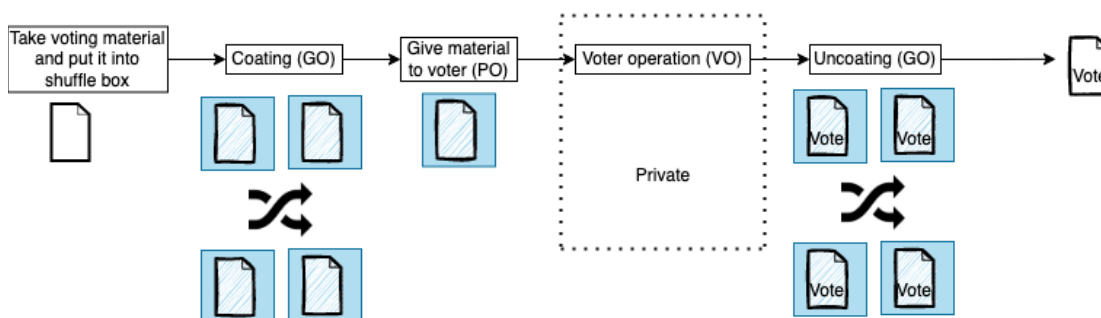 Take voting material
and put it into
shuffle box
Coating (GO)
Give material
to voter (PO)
Voter operation (VO)
Uncoating (GO)
Vote
Vote
Vote
Private
Vote
Vote